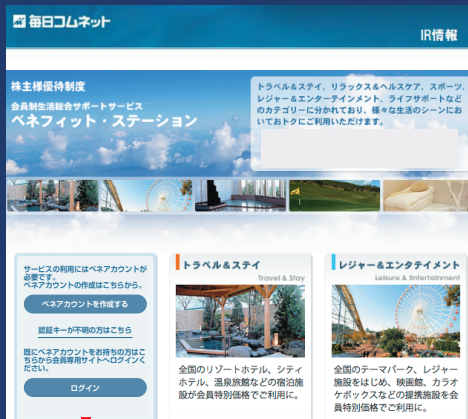 毎日コムネット
IR情報
株主様優待制度
会員制生活総合サポートサービス
ベネフィット・ステーション
トラベル＆ステイ、リラックス＆ヘルスケア、スポーツ、
レジャー＆エンターテインメント、ライフサポートなど
のカテゴリーに分かれており、様々な生活のシーンにお
いておトクにご利用いただけます。
サービスの利用にはベネアカウントが
必要です。
ベネアカウントの作成はこちらから。
ベネアカウントを作成する
認証キーが不明の方はこちら
既にベネアカウントをお持ちの方はこ
ちらから会員専用サイトへログインく
ださい。
ログイン
トラベル＆ステイ
Travel & Stay
全国のリゾートホテル、シティ
ホテル、温泉旅館などの宿泊施
設が会員特別価格でご利用に。
レジャー＆エンタテイメント
Leisure & Entertainment
全国のテーマパーク、レジャー
施設をはじめ、映画館、カラオ
ケボックスなどの提携施設を会
員特別価格でご利用に。